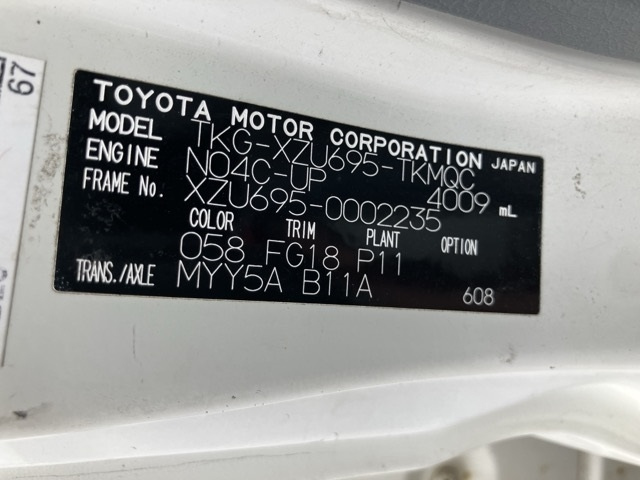 67
TOYOTA MOTOR CORPORATION JAPAN
MODEL TKG-XZU695-TKMQC
ENGINE N04C-UP 4009 mL
FRAME No. XZU695-0002235
COLOR TRIM PLANT OPTION
058 FG18 P11
TRANS./AXLE MYY5A B11A 608